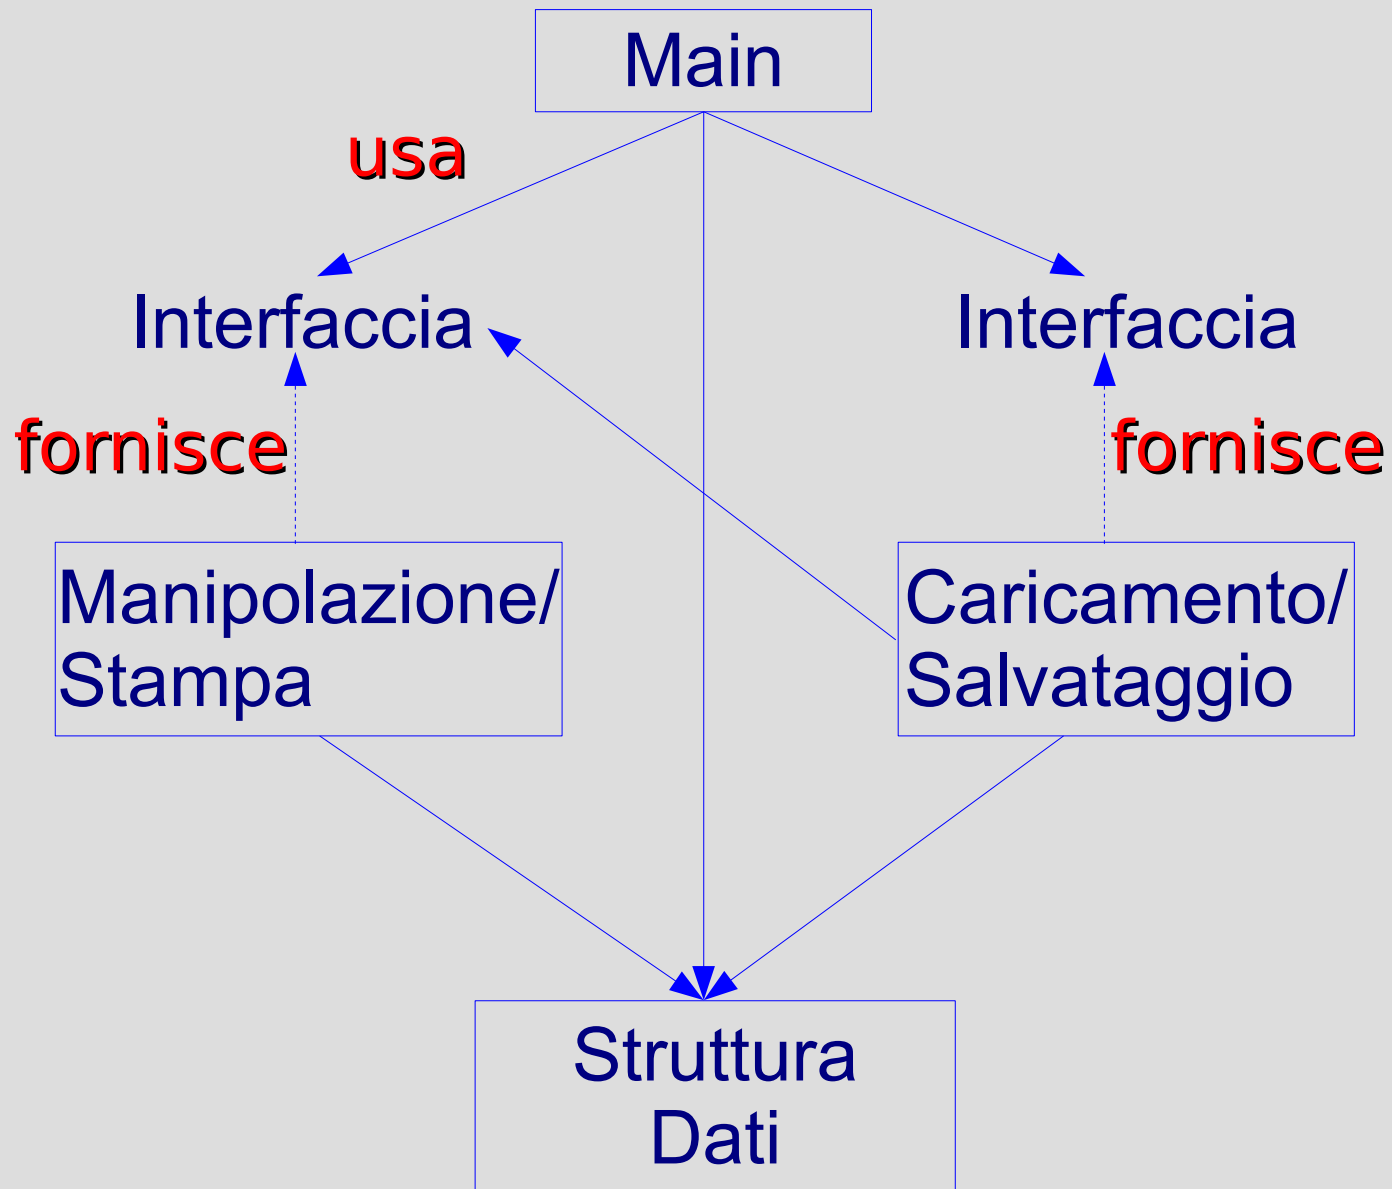 Main
usa
Interfaccia
Interfaccia
fornisce
fornisce
Manipolazione/
Stampa
Caricamento/
Salvataggio
Struttura
Dati